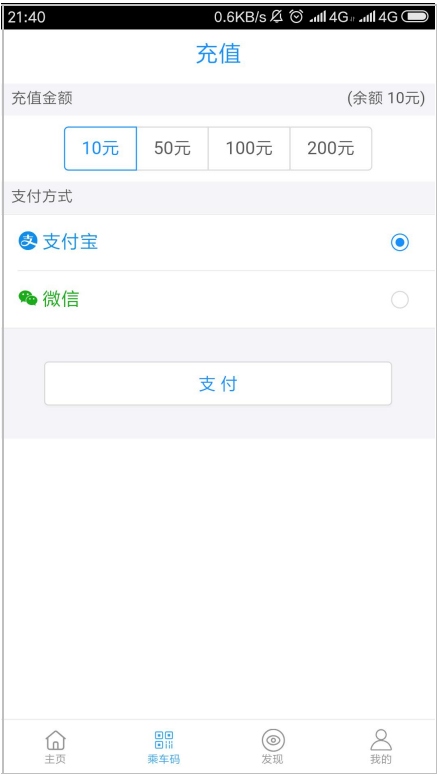 21:40 0.6KB/s 4G 4G
充值
充值金额 (余额 10元)
10元 50元 100元 200元
支付方式
支 支付宝
微信
支 付
主页 乘车码 发现 我的